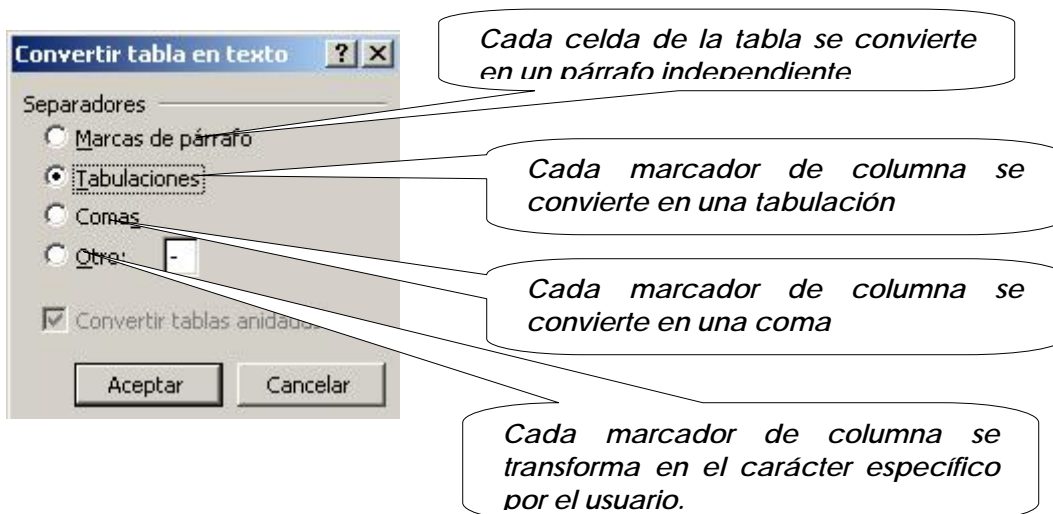 Convertir tabla en texto
Separadores
Marcas de párrafo
Tabulaciones
Comas
Otro:
-
Convertir tablas anidadas
Aceptar
Cancelar
Cada celda de la tabla se convierte
en un párrafo independiente
Cada marcador de columna se
convierte en una tabulación
Cada marcador de columna se
convierte en una coma
Cada marcador de columna se
transforma en el carácter específico
por el usuario.